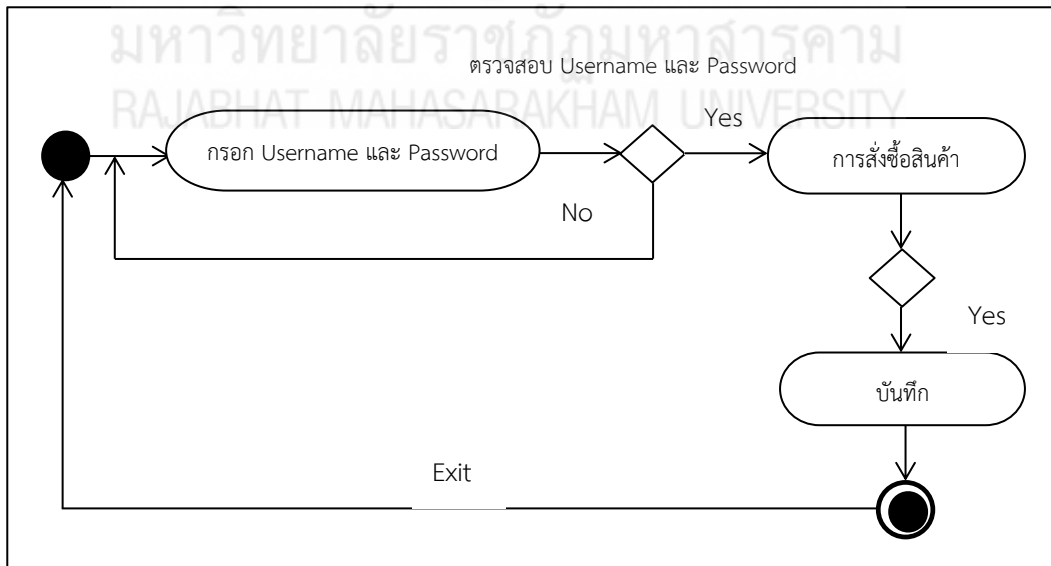 มหาวิทยาลัยราชภัฏมหาสารคาม
RAJABHAT MAHASARAKHAM UNIVERSITY
ตรวจสอบ Username และ Password
กรอก Username และ Password
Yes
การสั่งซื้อสินค้า
No
Yes
บันทึก
Exit